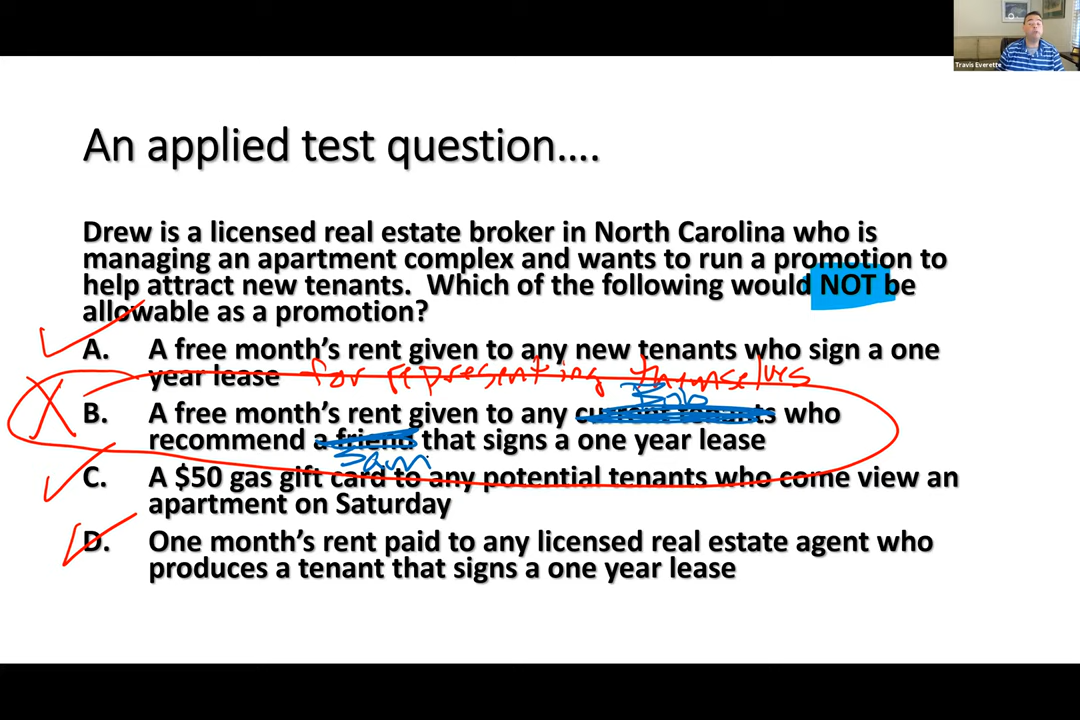 Travis Everette
An applied test question....
Drew is a licensed real estate broker in North Carolina who is
managing an apartment complex and wants to run a promotion to
help attract new tenants. Which of the following would NOT be
allowable as a promotion?
A. A free month's rent given to any new tenants who sign a one
year lease for representing themselves
Bob
B. A free month's rent given to any current tenants who
recommend a friend that signs a one year lease
Sam
C. A $50 gas gift card to any potential tenants who come view an
apartment on Saturday
D. One month's rent paid to any licensed real estate agent who
produces a tenant that signs a one year lease